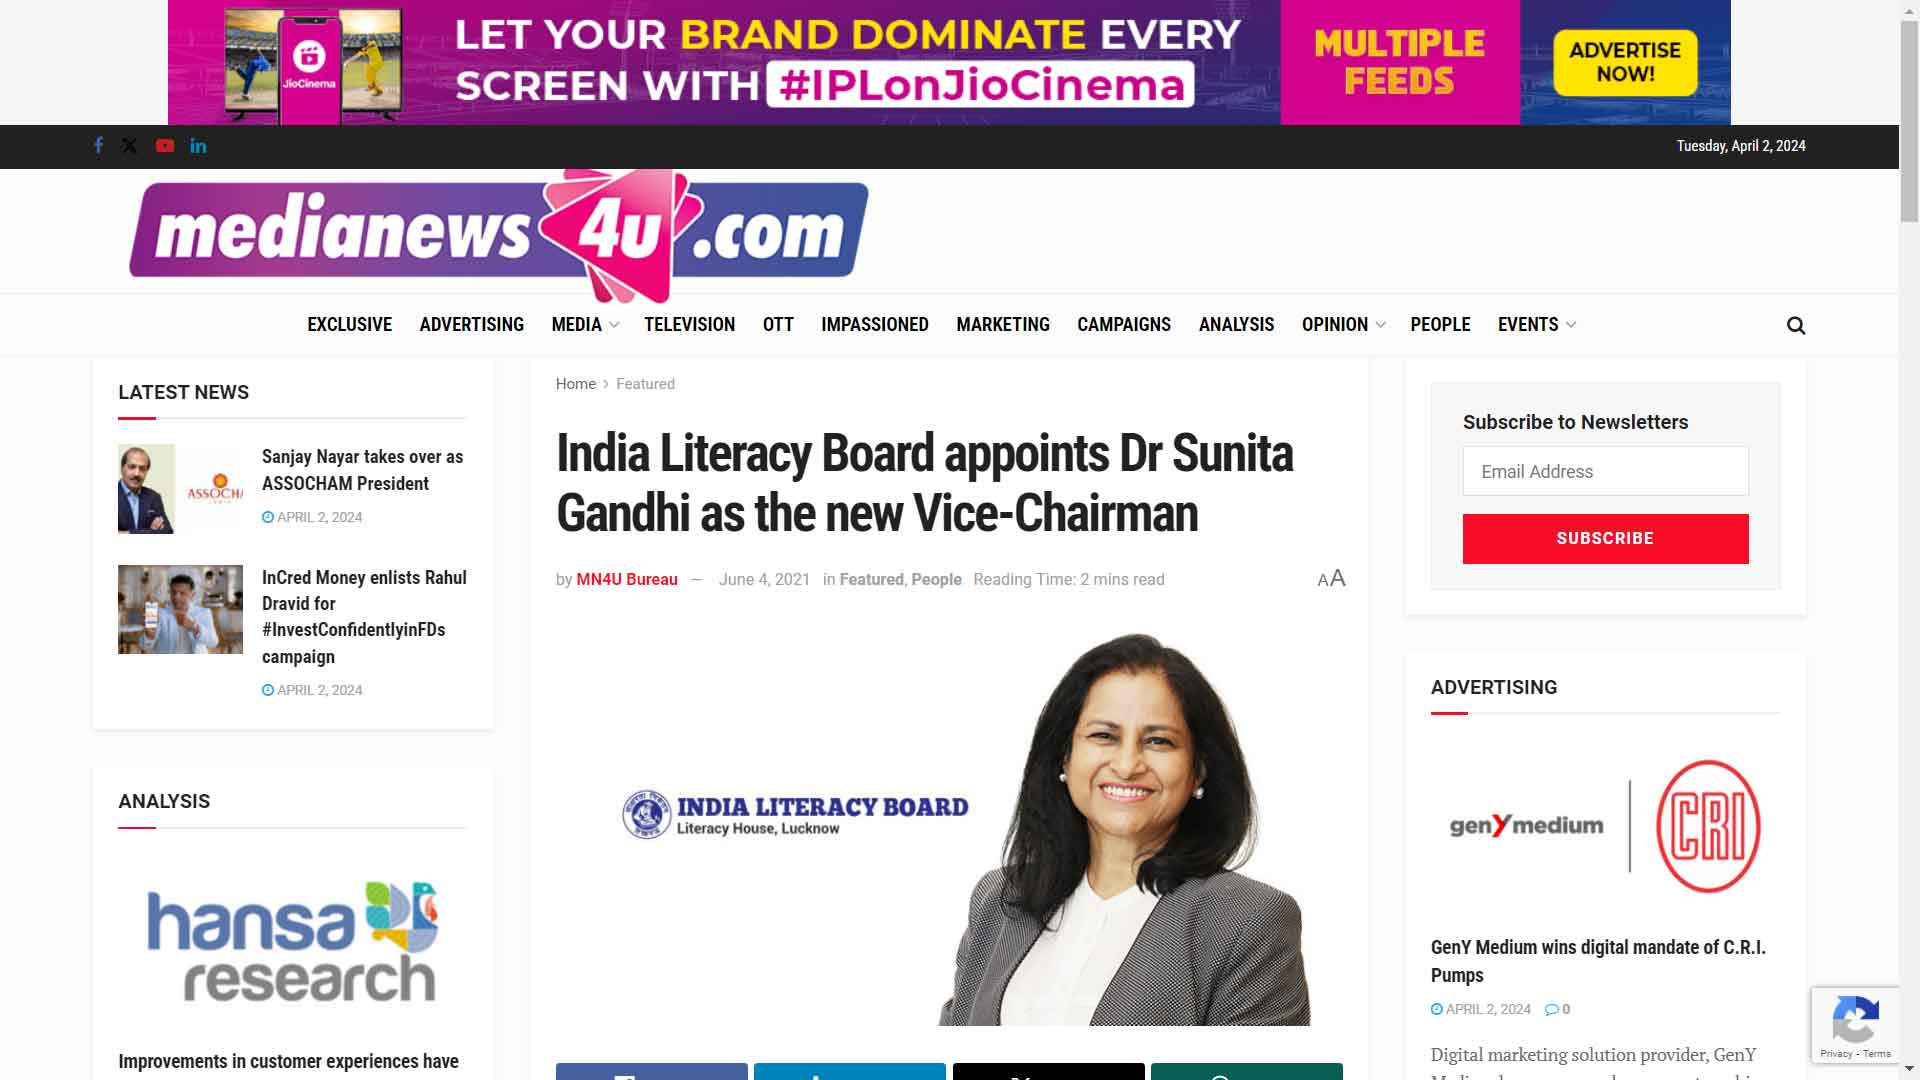 LET YOUR BRAND DOMINATE EVERY
SCREEN WITH #IPLonJioCinema
JioCinema
MULTIPLE
FEEDS
ADVERTISE
NOW!
Tuesday, April 2, 2024
medianews4u.com
EXCLUSIVE ADVERTISING MEDIA TELEVISION OTT IMPASSIONED MARKETING CAMPAIGNS ANALYSIS OPINION PEOPLE EVENTS
LATEST NEWS
ASSOCHA
Sanjay Nayar takes over as
ASSOCHAM President
APRIL 2, 2024
InCred Money enlists Rahul
Dravid for
#InvestConfidentlyinFDs
campaign
APRIL 2, 2024
ANALYSIS
hansa
research
Improvements in customer experiences have
Home > Featured
India Literacy Board appoints Dr Sunita
Gandhi as the new Vice-Chairman
by MN4U Bureau — June 4, 2021 in Featured, People Reading Time: 2 mins read
AA
INDIA LITERACY BOARD
Literacy House, Lucknow
Subscribe to Newsletters
Email Address
SUBSCRIBE
ADVERTISING
genYmedium
CRI
GenY Medium wins digital mandate of C.R.I.
Pumps
APRIL 2, 2024 0
Digital marketing solution provider, GenY
Privacy - Terms